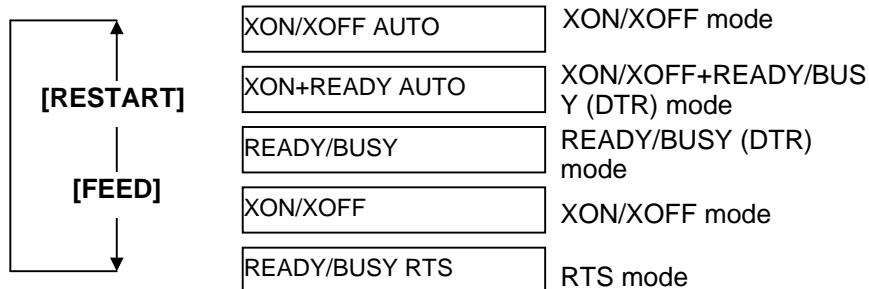 XON/XOFF AUTO
XON/XOFF mode
[RESTART]
XON+READY AUTO
XON/XOFF+READY/BUS
Y (DTR) mode
READY/BUSY
READY/BUSY (DTR)
mode
[FEED]
XON/XOFF
XON/XOFF mode
READY/BUSY RTS
RTS mode